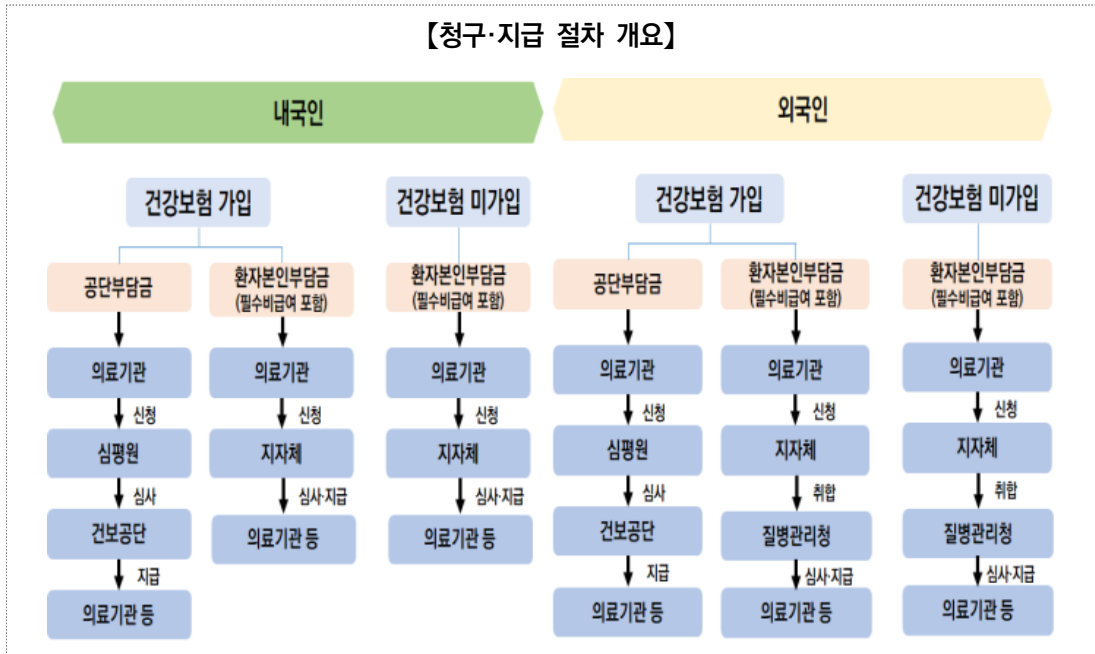 【청구·지급 절차 개요】
내국인
외국인
건강보험 가입
건강보험 미가입
건강보험 가입
건강보험 미가입
공단부담금
환자본인부담금
(필수비급여 포함)
환자본인부담금
(필수비급여 포함)
공단부담금
환자본인부담금
(필수비급여 포함)
환자본인부담금
(필수비급여 포함)
의료기관
의료기관
의료기관
의료기관
의료기관
의료기관
신청
신청
신청
신청
신청
신청
심평원
지자체
지자체
심평원
지자체
지자체
심사
심사·지급
심사·지급
심사
취합
취합
건보공단
의료기관 등
의료기관 등
건보공단
질병관리청
질병관리청
지급
지급
심사·지급
심사·지급
의료기관 등
의료기관 등
의료기관 등
의료기관 등